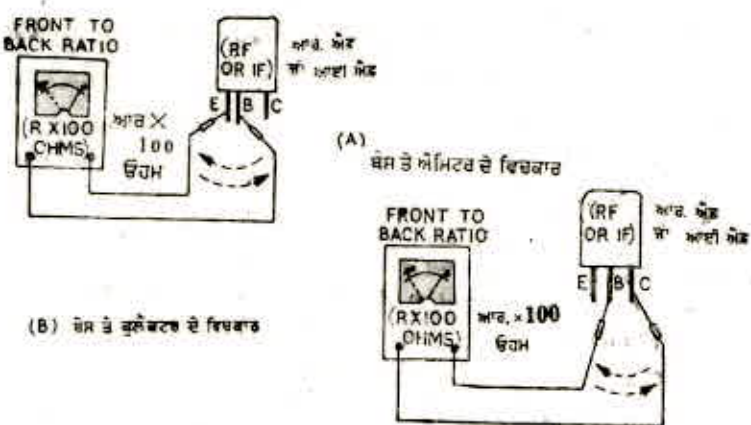 FRONT TO
BACK RATIO
(R X100
OHMS)
ਆਰ X
100
ਓਹਮ
(RF
OR IF)
ਆਰ. ਐਫ
ਜਾਂ ਆਈ ਐਫ
E B C
(A)
ਬੇਸ ਤੇ ਐਮਿਟਰ ਦੇ ਵਿਚਕਾਰ
FRONT TO
BACK RATIO
(RX100
OHMS)
ਆਰ. ×100
ਓਹਮ
(RF
OR IF)
ਆਰ. ਐਫ
ਜਾਂ ਆਈ ਐਫ
E B C
(B) ਬੇਸ ਤੇ ਕੁਲੈਕਟਰ ਦੇ ਵਿਚਕਾਰ